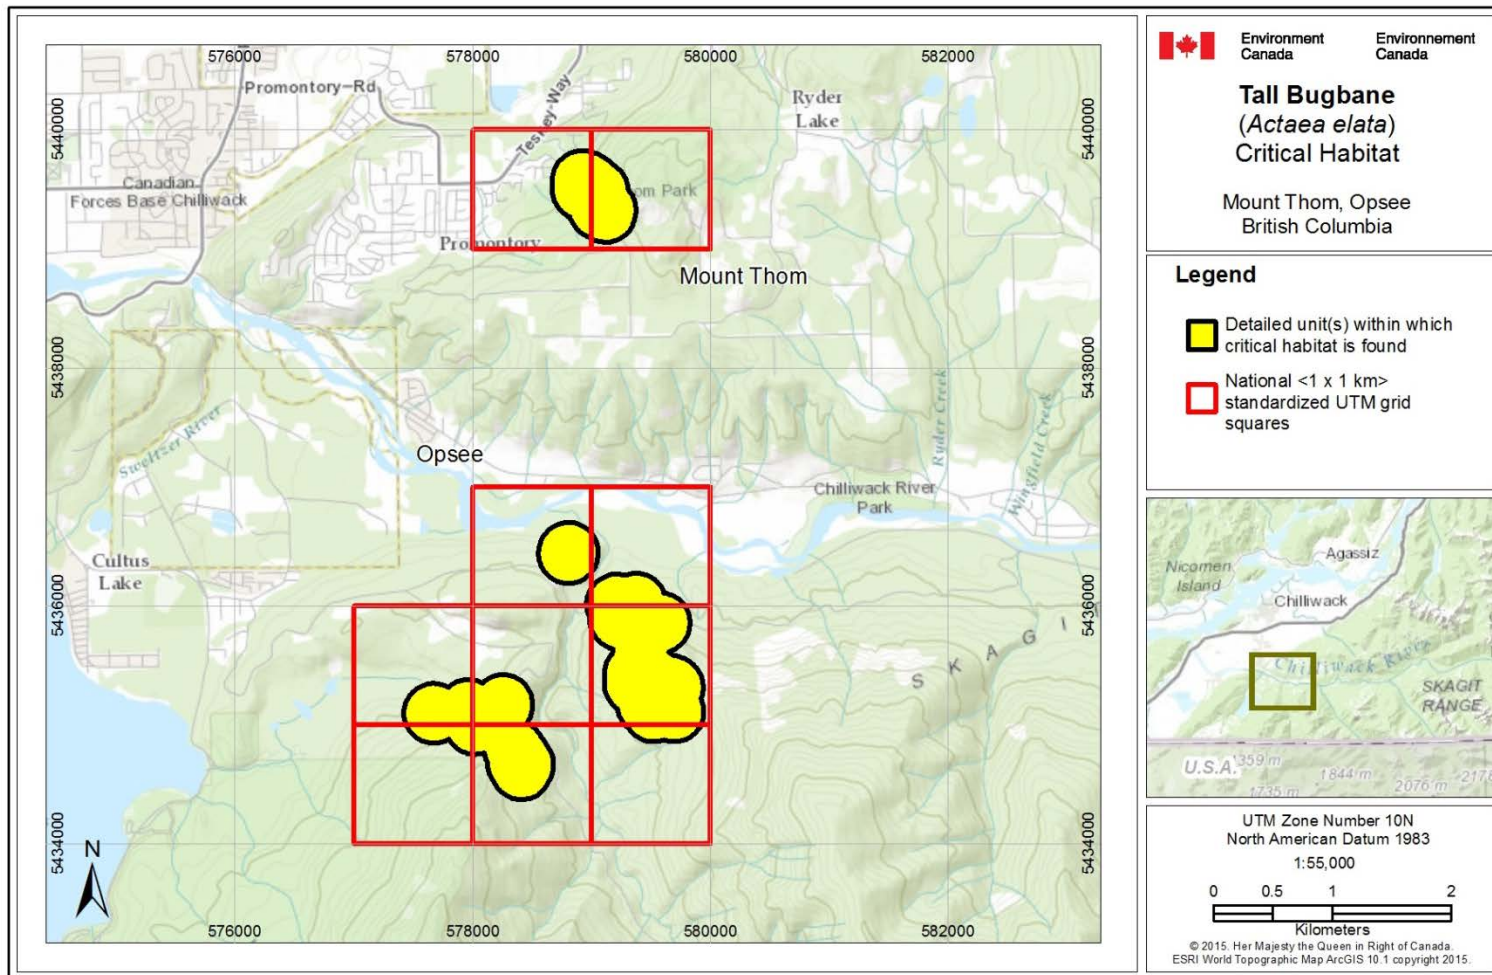 576000
578000
580000
582000
Promontory-Rd
Teskey-Way
Ryder
Lake
5440000
5440000
Canadian
Forces Base Chilliwack
om Park
Promontory
Mount Thom
5438000
5438000
Sweltzer River
Ryder Creek
Wingfield Creek
Opsee
Chilliwack River
Park
Cultus
Lake
5436000
5436000
S K A G I
5434000
5434000
N
576000
578000
580000
582000
Environment
Canada
Environnement
Canada
Tall Bugbane
(Actaea elata)
Critical Habitat
Mount Thom, Opsee
British Columbia
Legend
Detailed unit(s) within which
critical habitat is found
National <1 x 1 km>
standardized UTM grid
squares
Agassiz
Nicomen
Island
Chilliwack
Chilliwack River
SKAGIT
RANGE
U.S.A.
1359 m
1844 m
2178
1735 m
2076 m
UTM Zone Number 10N
North American Datum 1983
1:55,000
0 0.5 1 2
Kilometers
© 2015. Her Majesty the Queen in Right of Canada.
ESRI World Topographic Map ArcGIS 10.1 copyright 2015.